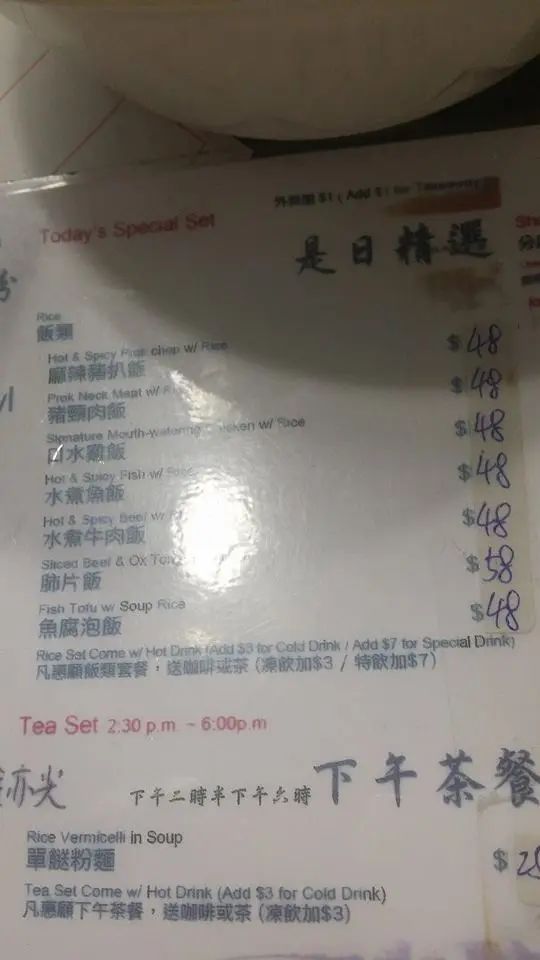 外賣圖 $1 ( Add $1 for Takeaway )
Today's Special Set
是日精選
Rice
飯類
Hot & Spicy Prok chop w/ Rice
麻辣豬扒飯 $48
Prok Neck Meat w/
豬頸肉飯 $48
Signature Mouth-watering Chicken w/ Rice
口水雞飯 $48
Hot & Spicy Fish w/ Rice
水煮魚飯 $48
Hot & Spicy Beef w/
水煮牛肉飯 $48
Sliced Beef & Ox
肺片飯 $58
Fish Tofu w/ Soup Rice
魚腐泡飯 $48
Rice Set Come w/ Hot Drink (Add $3 for Cold Drink / Add $7 for Special Drink)
凡惠顧飯類套餐，送咖啡或茶 (凍飲加$3 / 特飲加$7)
Tea Set 2:30 p.m. ~ 6:00p.m
下午二時半下午六時 下午茶餐
Rice Vermicelli in Soup
單餸粉麵 $
Tea Set Come w/ Hot Drink (Add $3 for Cold Drink)
凡惠顧下午茶餐，送咖啡或茶 (凍飲加$3)